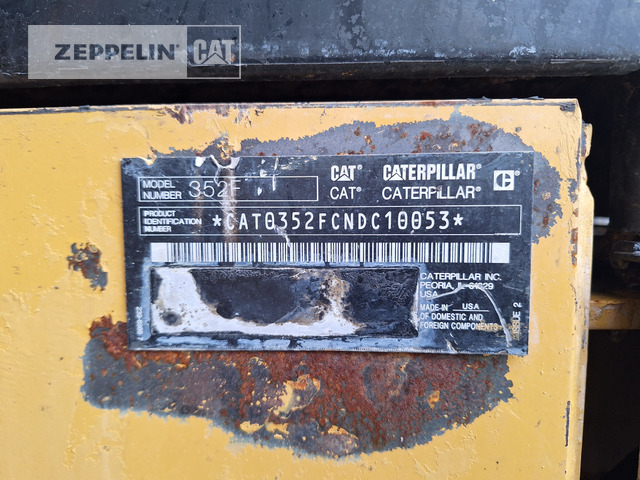 ZEPPELIN CAT
MODEL NUMBER 352F
CAT® CATERPILLAR®
CAT® CATERPILLAR®
PRODUCT IDENTIFICATION NUMBER *CAT0352FCNDC10053*
CATERPILLAR INC.
PEORIA, IL 61629
USA
MADE IN USA
OF DOMESTIC AND
FOREIGN COMPONENTS
ISSUE 2